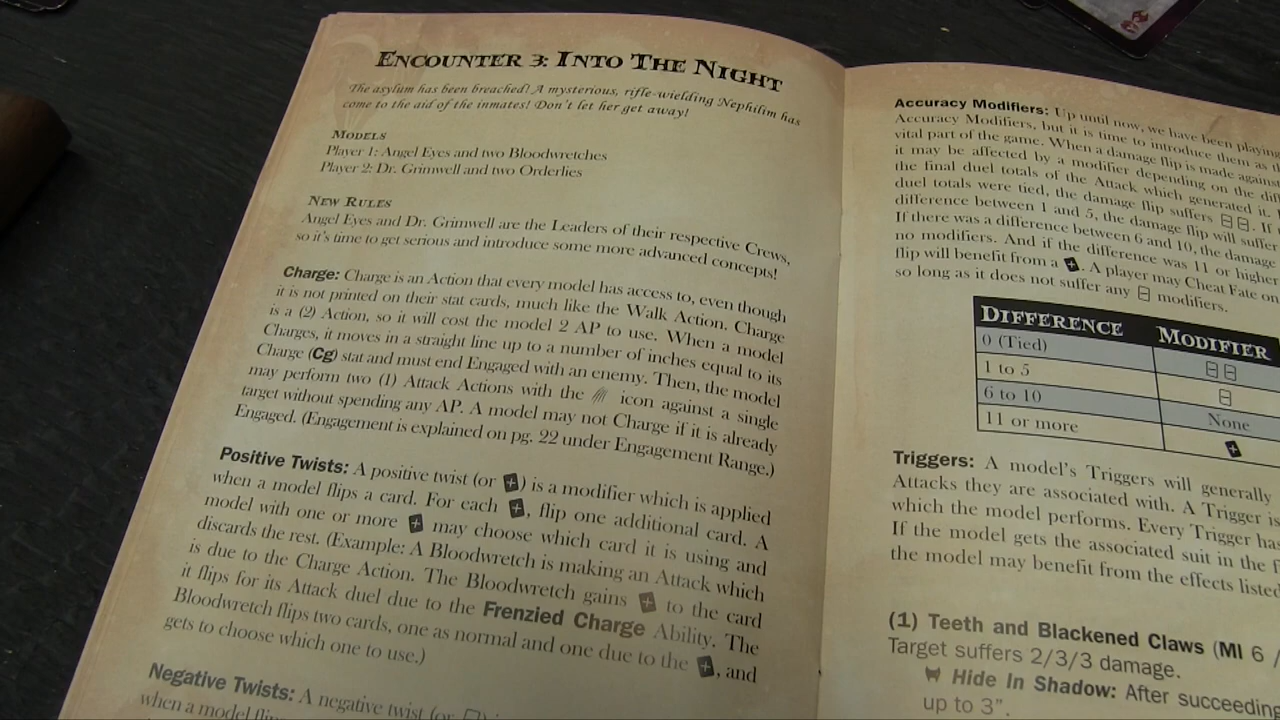 Encounter 3: Into The Night
The asylum has been breached! A mysterious, rifle-wielding Nephilim has
come to the aid of the inmates! Don't let her get away!
Models
Player 1: Angel Eyes and two Bloodwretches
Player 2: Dr. Grimwell and two Orderlies
New Rules
Angel Eyes and Dr. Grimwell are the Leaders of their respective Crews,
so it's time to get serious and introduce some more advanced concepts!
Charge: Charge is an Action that every model has access to, even though
it is not printed on their stat cards, much like the Walk Action. Charge
is a (2) Action, so it will cost the model 2 AP to use. When a model
Charges, it moves in a straight line up to a number of inches equal to its
Charge (Cg) stat and must end Engaged with an enemy. Then, the model
may perform two (1) Attack Actions with the icon against a single
target without spending any AP. A model may not Charge if it is already
Engaged. (Engagement is explained on pg. 22 under Engagement Range.)
Positive Twists: A positive twist (or +) is a modifier which is applied
when a model flips a card. For each +, flip one additional card. A
model with one or more + may choose which card it is using and
discards the rest. (Example: A Bloodwretch is making an Attack which
is due to the Charge Action. The Bloodwretch gains + to the card
it flips for its Attack duel due to the Frenzied Charge Ability. The
Bloodwretch flips two cards, one as normal and one due to the +, and
gets to choose which one to use.)
Negative Twists: A negative twist (or
when a model
Accuracy Modifiers: Up until now, we have been playing
Accuracy Modifiers, but it is time to introduce them as
vital part of the game. When a damage flip is made against
it may be affected by a modifier depending on the
the final duel totals of the Attack which generated it.
duel totals were tied, the damage flip suffers - -. If
difference between 1 and 5, the damage flip will suffer
If there was a difference between 6 and 10, the damage
no modifiers. And if the difference was 11 or higher
flip will benefit from a +. A player may Cheat Fate on
so long as it does not suffer any - modifiers.
Difference Modifier
0 (Tied) - -
1 to 5 -
6 to 10 None
11 or more +
Triggers: A model's Triggers will generally
Attacks they are associated with. A Trigger is
which the model performs. Every Trigger has
If the model gets the associated suit in the
the model may benefit from the effects listed
(1) Teeth and Blackened Claws (Ml 6 /
Target suffers 2/3/3 damage.
Hide In Shadow: After succeeding
up to 3".